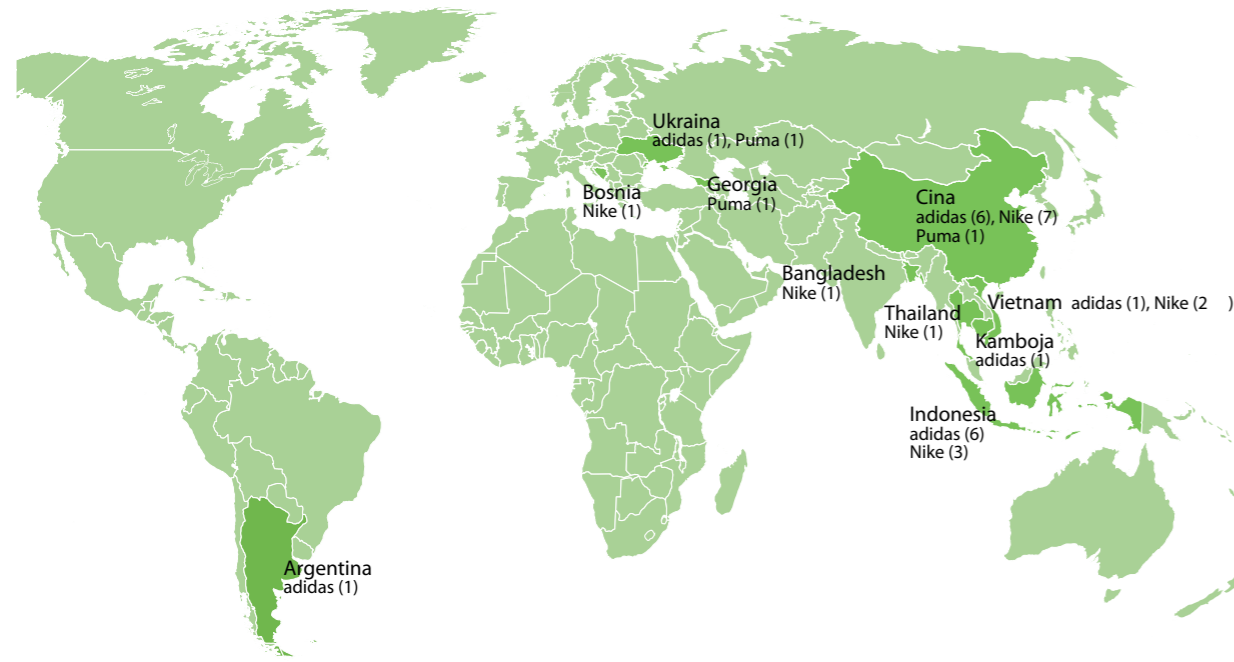 Ukraina
adidas (1), Puma (1)
Bosnia
Nike (1)
Georgia
Puma (1)
Cina
adidas (6), Nike (7)
Puma (1)
Bangladesh
Nike (1)
Thailand
Nike (1)
Vietnam adidas (1), Nike (2 )
Kamboja
adidas (1)
Indonesia
adidas (6)
Nike (3)
Argentina
adidas (1)